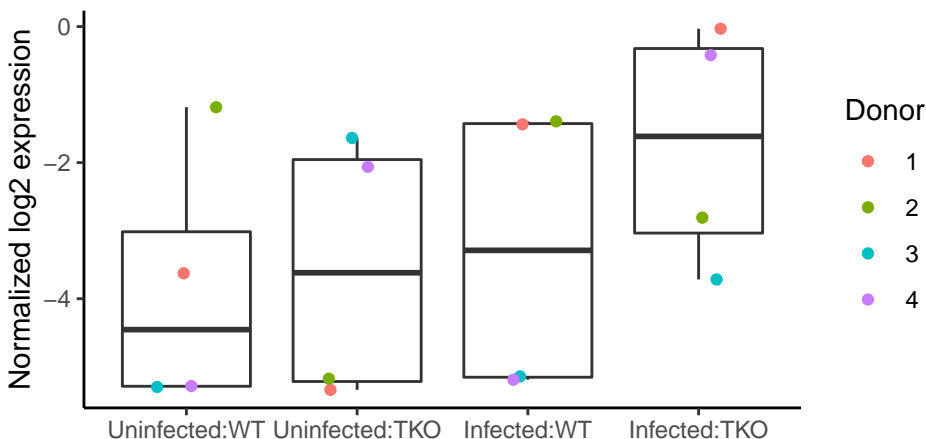 Normalized log2 expression
0
−2
−4
Uninfected:WT
Uninfected:TKO
Infected:WT
Infected:TKO
Donor
1
2
3
4